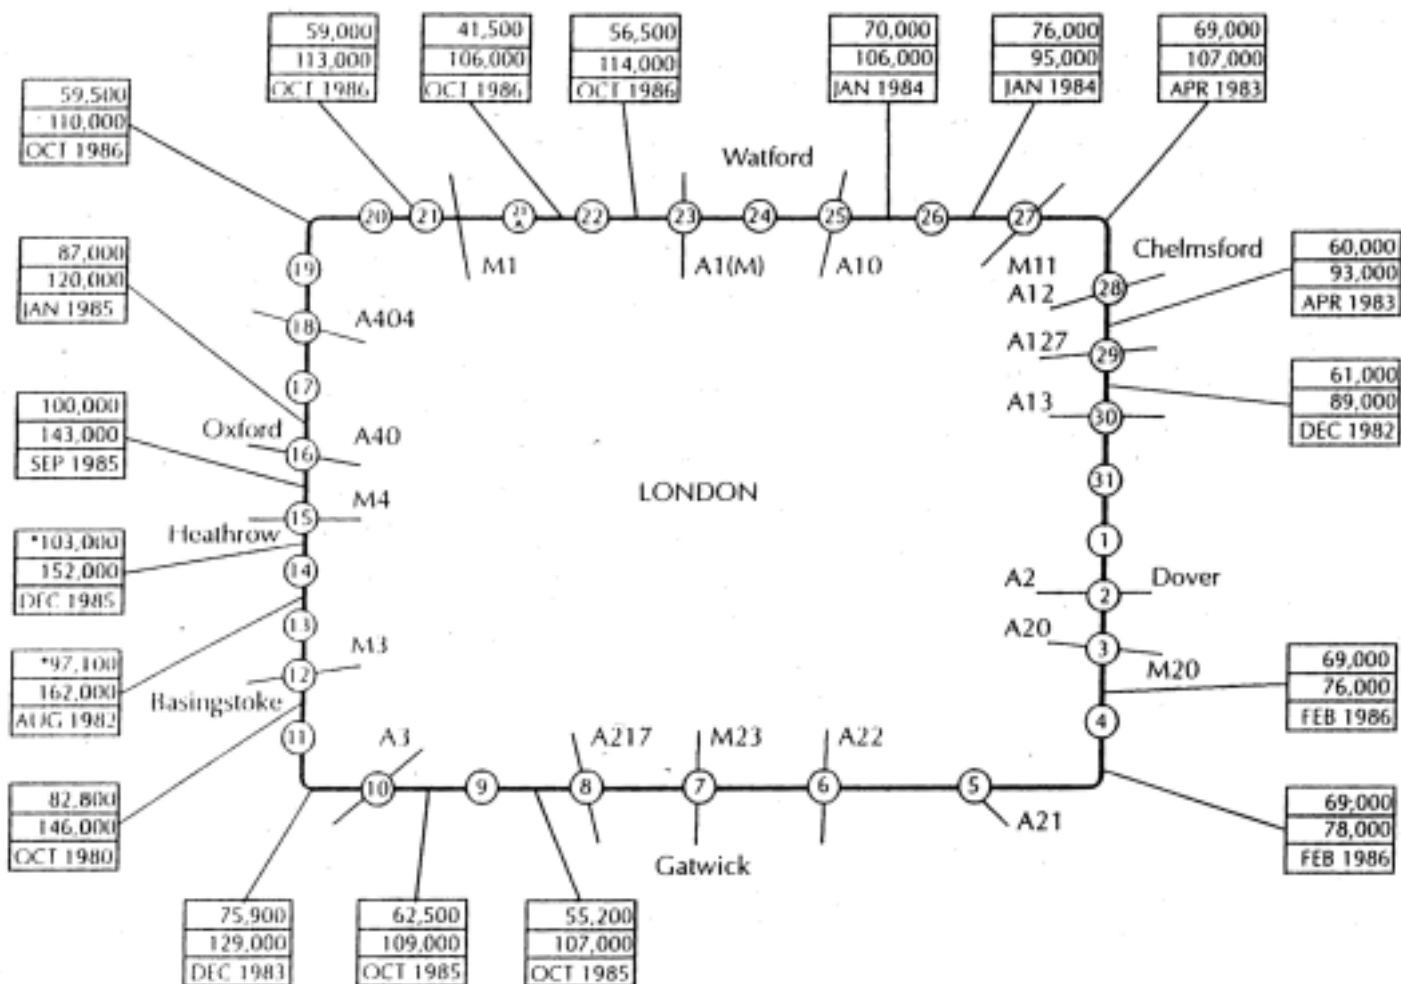 59,000
113,000
OCT 1986
41,500
106,000
OCT 1986
56,500
114,000
OCT 1986
70,000
106,000
JAN 1984
76,000
95,000
JAN 1984
69,000
107,000
APR 1983
59,500
110,000
OCT 1986
Watford
20
21
21A
22
23
24
25
26
27
M1
A1(M)
A10
M11
Chelmsford
60,000
93,000
APR 1983
87,000
120,000
JAN 1985
19
A12
28
18
A404
A127
29
61,000
89,000
DEC 1982
17
A13
30
100,000
143,000
SEP 1985
Oxford
A40
16
31
LONDON
M4
15
Heathrow
*103,000
152,000
DEC 1985
1
14
A2
Dover
2
13
A20
3
*97,100
162,000
AUG 1982
M3
12
M20
69,000
76,000
FEB 1986
Basingstoke
11
4
A3
A217
M23
A22
10
9
8
7
6
5
A21
82,800
146,000
OCT 1980
69,000
78,000
FEB 1986
Gatwick
75,900
129,000
DEC 1983
62,500
109,000
OCT 1985
55,200
107,000
OCT 1985